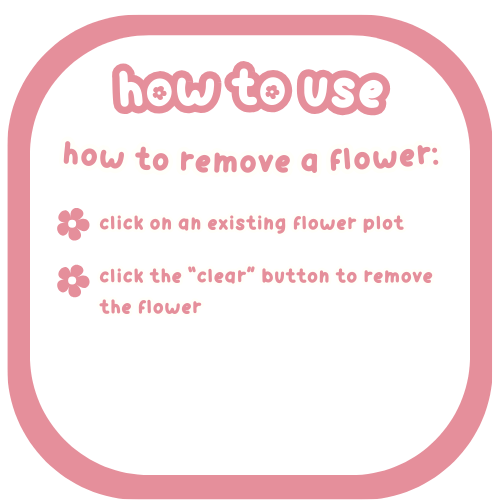 how to use
how to remove a flower:
click on an existing flower plot
click the "clear" button to remove
the flower